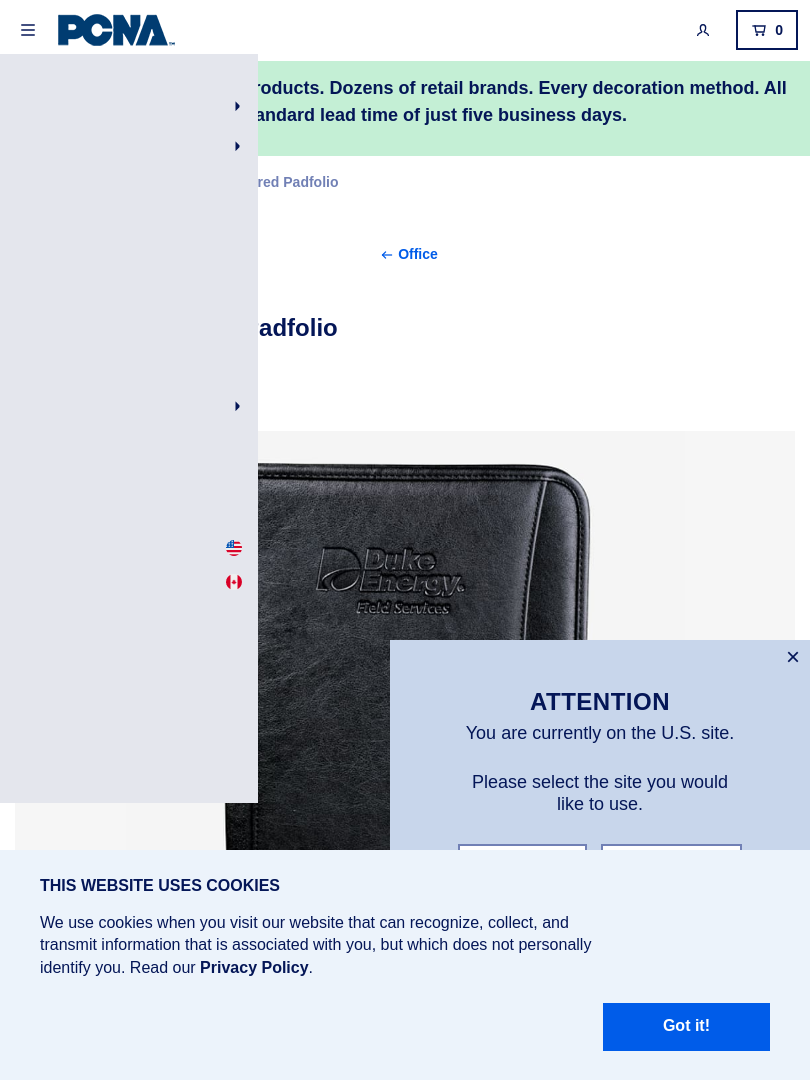 PCNA
0
roducts. Dozens of retail brands. Every decoration method. All
andard lead time of just five business days.
red Padfolio
Office
adfolio
Duke
Energy®
Field Services
ATTENTION
You are currently on the U.S. site.
Please select the site you would
like to use.
THIS WEBSITE USES COOKIES
We use cookies when you visit our website that can recognize, collect, and
transmit information that is associated with you, but which does not personally
identify you. Read our Privacy Policy.
Got it!